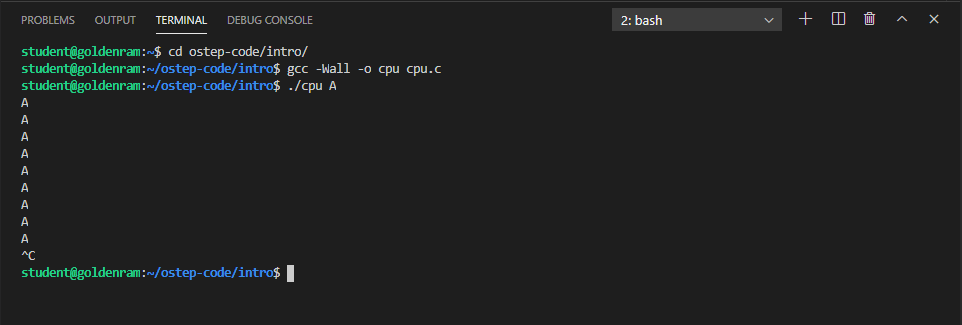 PROBLEMS OUTPUT TERMINAL DEBUG CONSOLE 2: bash
student@goldenram:~$ cd ostep-code/intro/
student@goldenram:~/ostep-code/intro$ gcc -Wall -o cpu cpu.c
student@goldenram:~/ostep-code/intro$ ./cpu A
A
A
A
A
A
A
A
A
A
^C
student@goldenram:~/ostep-code/intro$